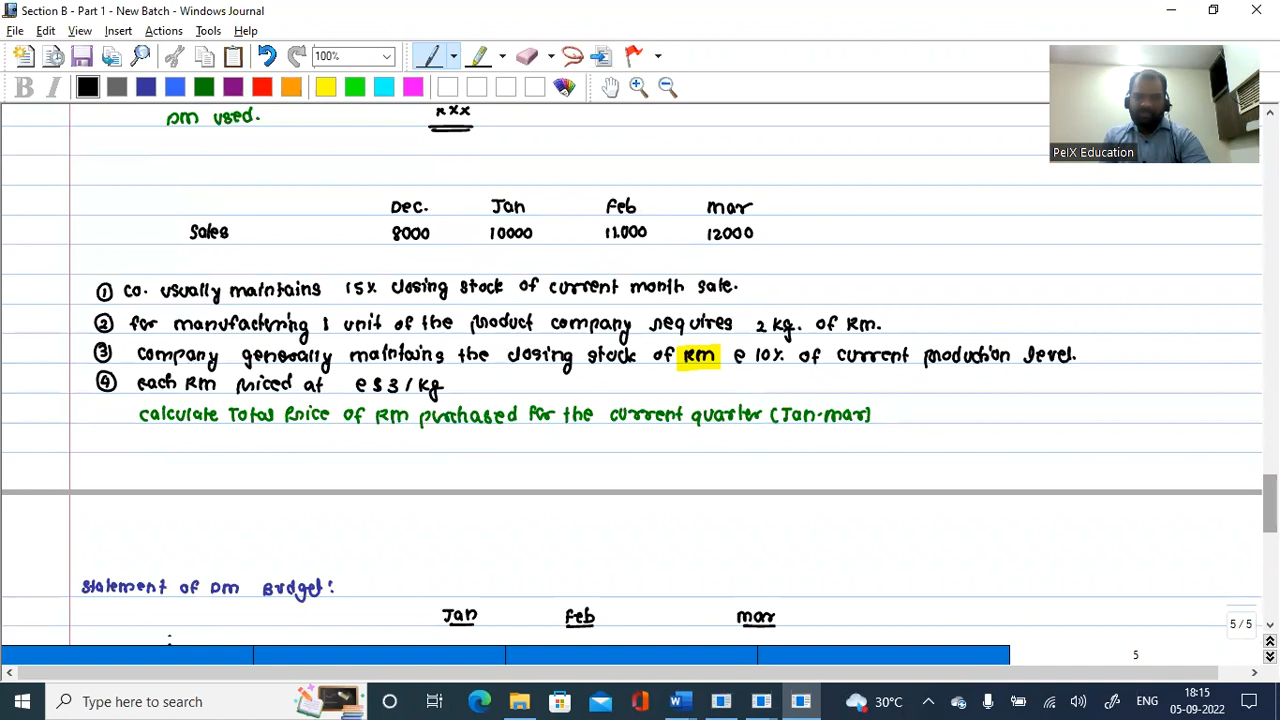 Section B - Part 1 - New Batch - Windows Journal
File Edit View Insert Actions Tools Help
100%
B I
DM used. xxx
PelX Education
Dec. Jan Feb Mar
Sales 8000 10000 11,000 12000
① Co. usually maintains 15% closing stock of current month sale.
② for manufacturing 1 unit of the product company requires 2 kg. of RM.
③ company generally maintains the closing stock of RM @ 10% of current production level.
④ each RM priced at @ $ 3 / kg
calculate Total Price of RM purchased for the current quarter (Jan-mar)
Statement of DM Budget:
Jan Feb Mar
5 / 5
5
Type here to search
30°C ENG 18:15
05-09-2022